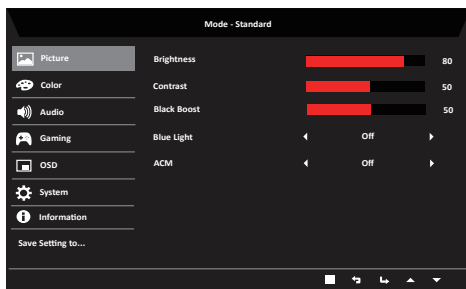 Mode - Standard
Picture
Color
Audio
Gaming
OSD
System
Information
Save Setting to...
Brightness 80
Contrast 50
Black Boost 50
Blue Light Off
ACM Off